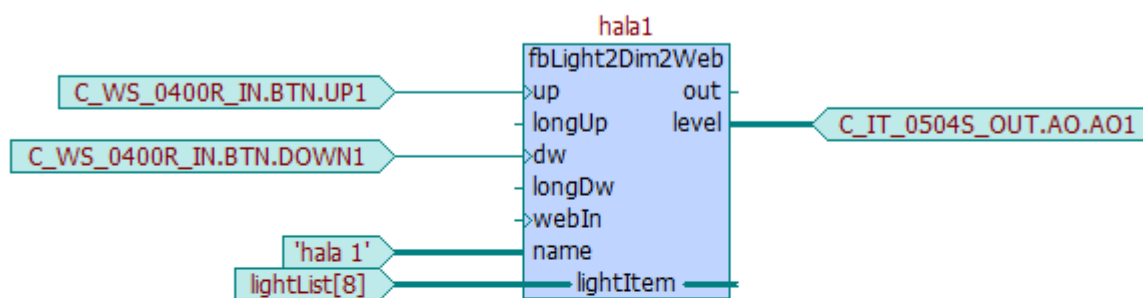 hala1
fbLight2Dim2Web
C_WS_0400R_IN.BTN.UP1 up out
longUp level C_IT_0504S_OUT.AO.AO1
C_WS_0400R_IN.BTN.DOWN1 dw
longDw
webIn
'hala 1' name
lightList[8] lightItem